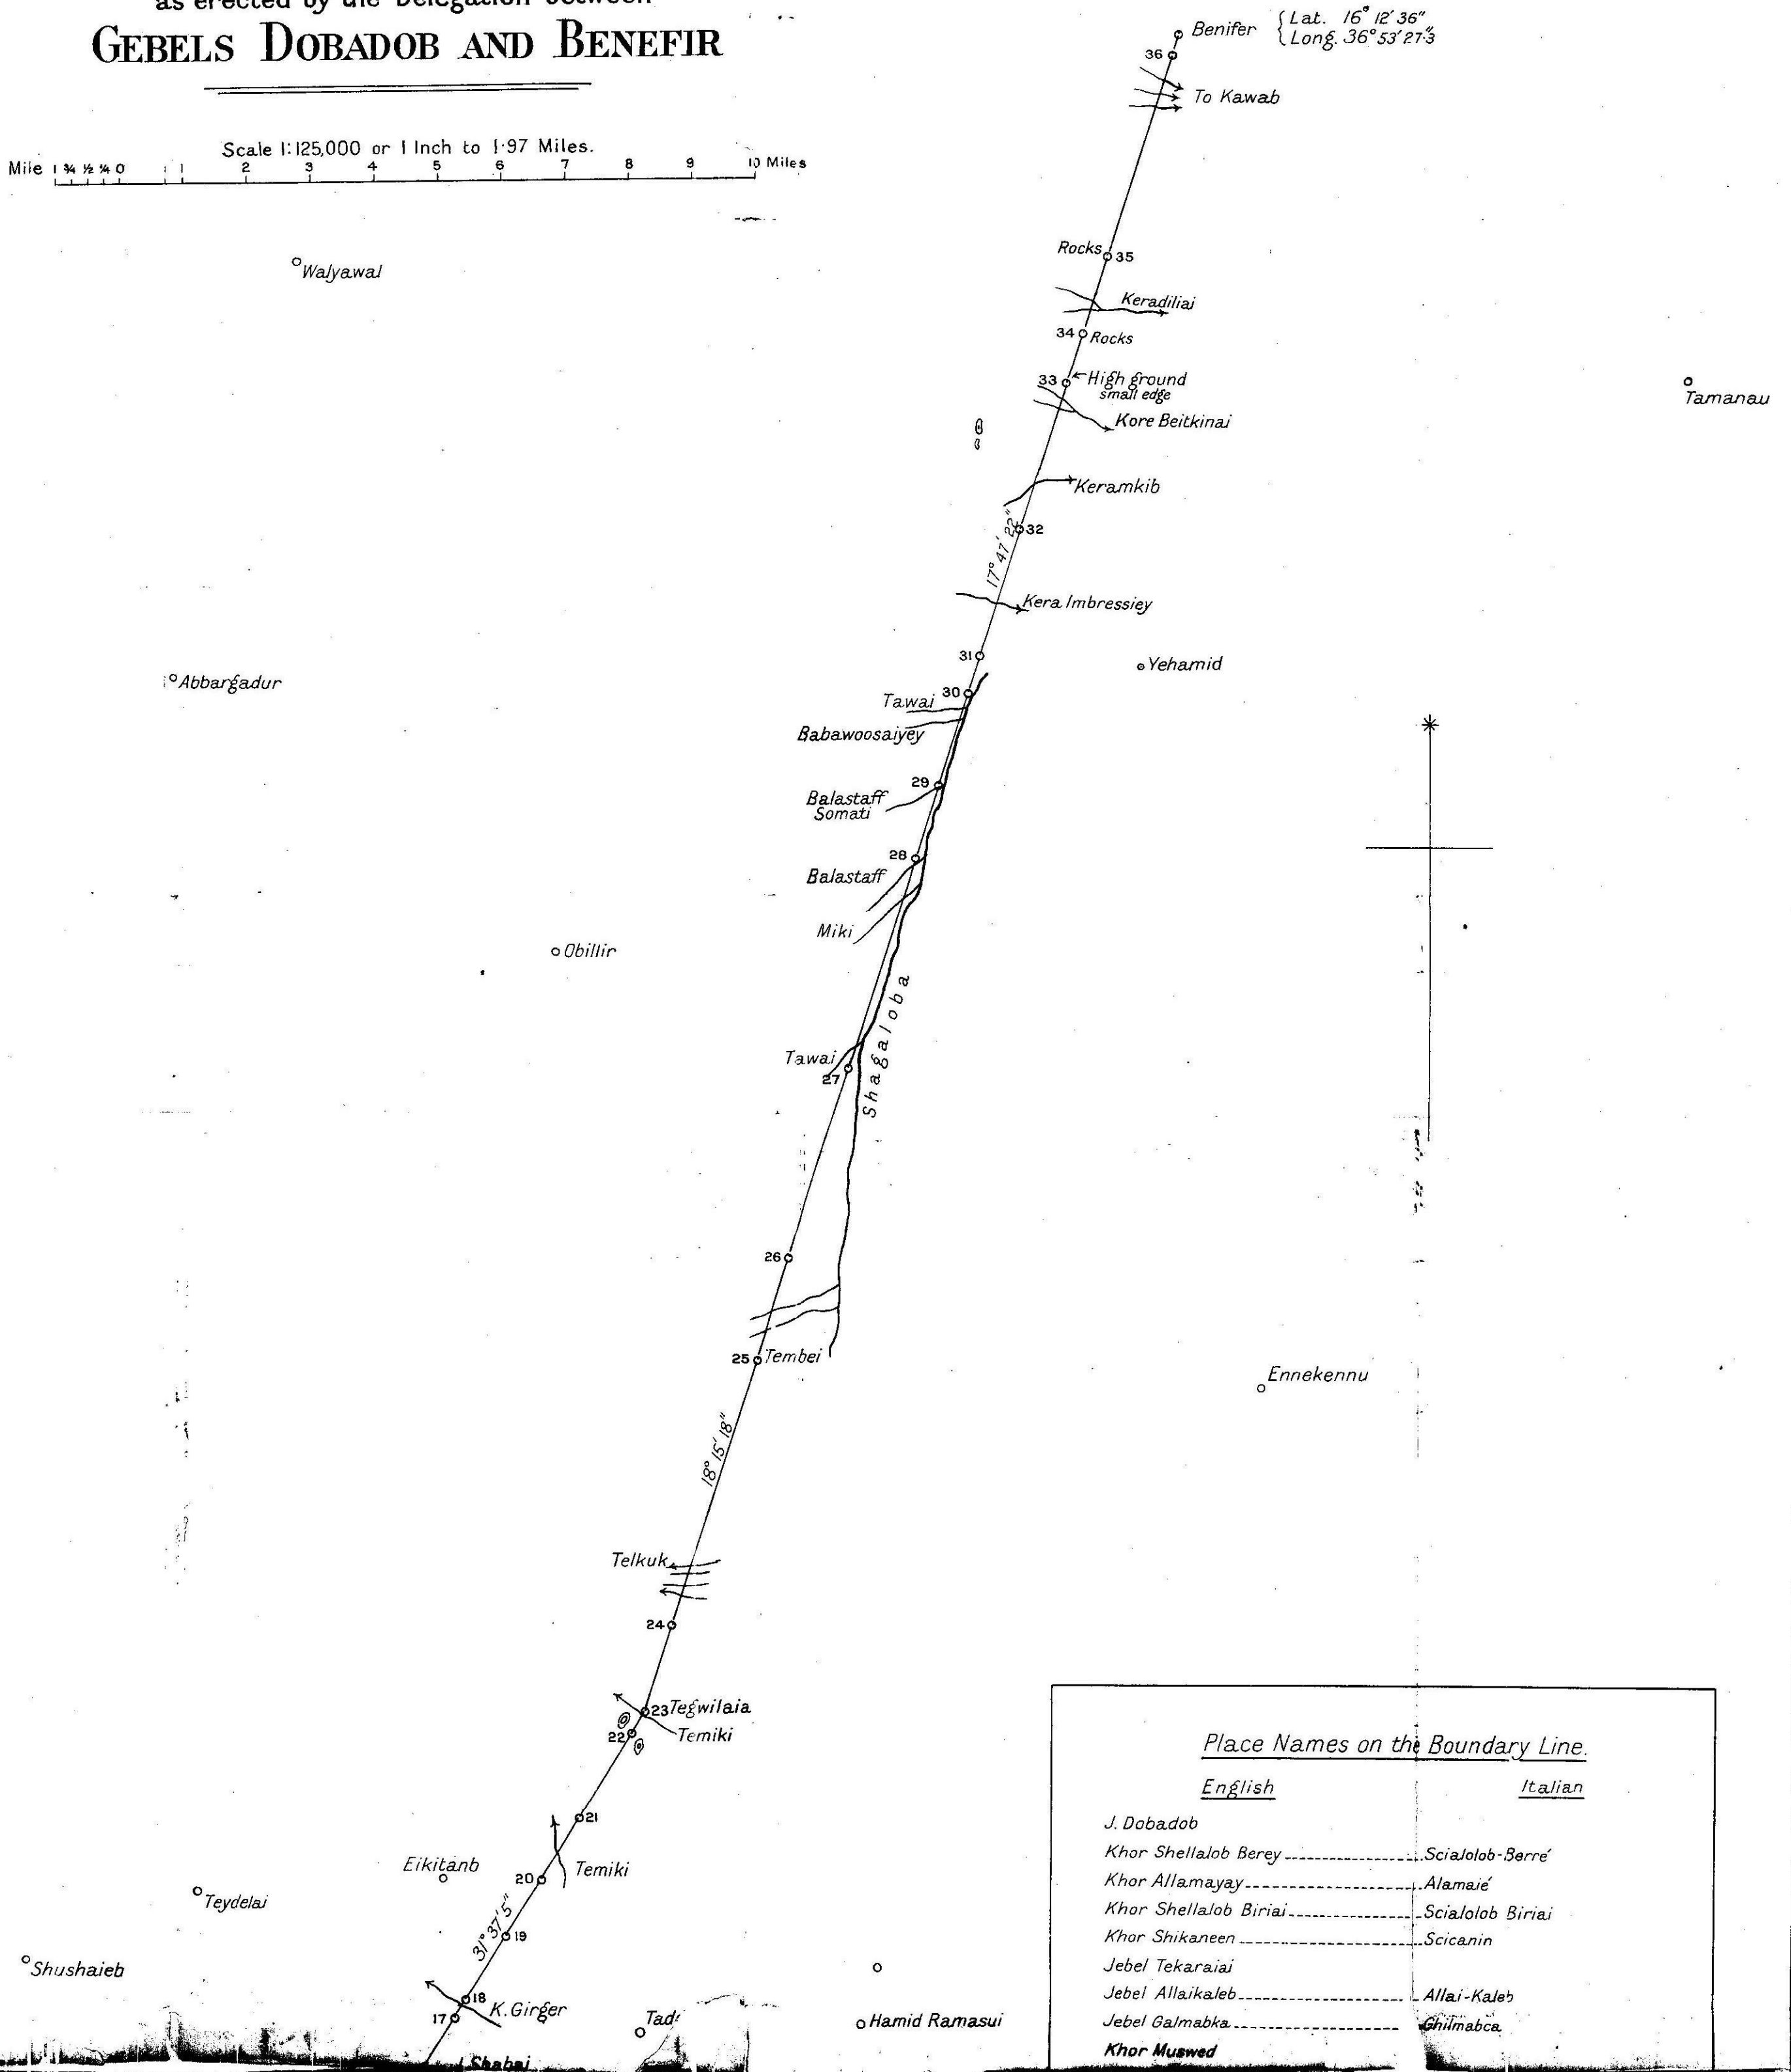 as erected by the Delegation between
GEBELS DOBADOB AND BENEFIR
Scale 1:125,000 or 1 Inch to 1·97 Miles.
Mile 1 ¾ ½ ¼ 0 1 2 3 4 5 6 7 8 9 10 Miles
Benifer
Lat. 16° 12′ 36″
Long. 36° 53′ 27·3″
36
To Kawab
Rocks
35
Walyawal
Keradiliai
34
Rocks
33
High ground
small edge
Tamanau
Kore Beitkinai
Keramkib
32
17° 47′ 22″
Kera Imbressiey
31
Yehamid
Abbargadur
30
Tawai
Babawoosaiyey
29
Balastaff
Somati
28
Balastaff
Miki
Obillir
Shagaloba
Tawai
27
26
25
Tembei
Ennekennu
18° 15′ 18″
Telkuk
24
23
Tegwilaia
22
Temiki
21
Eikitanb
20
Temiki
Teydelai
31° 37′ 5″
19
Shushaieb
18
17
K. Girger
Hamid Ramasui
Place Names on the Boundary Line.
English Italian
J. Dobadob
Khor Shellalob Berey Scialolob-Berré
Khor Allamayay Alamaié
Khor Shellalob Biriai Scialolob Biriai
Khor Shikaneen Scicanin
Jebel Tekaraiai
Jebel Allaikaleb Allai-Kaleb
Jebel Galmabka Ghilmabca
Khor Muswed